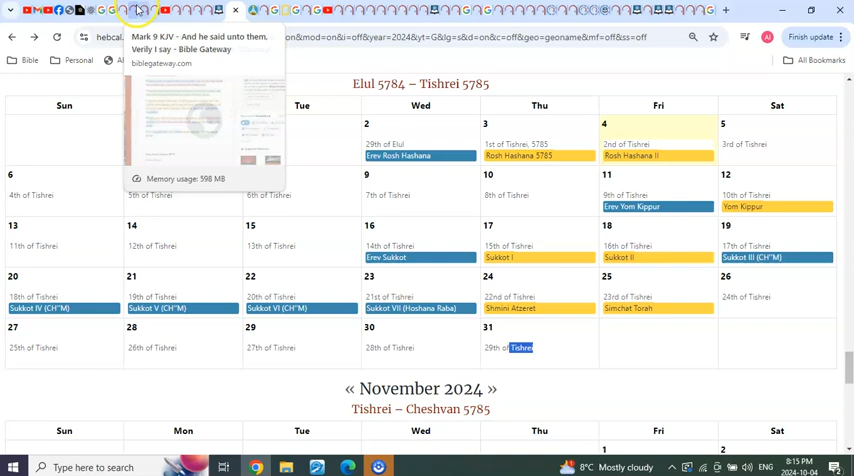 hebcal.
on&mod=on&i=off&year=2024&yt=G&lg=s&d=on&c=off&geo=geoname&mf=off&ss=off
AI
Finish update
Bible
Personal
All Bookmarks
Mark 9 KJV - And he said unto them,
Verily I say - Bible Gateway
biblegateway.com
Memory usage: 598 MB
Elul 5784 – Tishrei 5785
Sun
Tue
Wed
Thu
Fri
Sat
2
3
4
5
29th of Elul
1st of Tishrei, 5785
2nd of Tishrei
3rd of Tishrei
Erev Rosh Hashana
Rosh Hashana 5785
Rosh Hashana II
6
9
10
11
12
4th of Tishrei
5th of Tishrei
6th of Tishrei
7th of Tishrei
8th of Tishrei
9th of Tishrei
10th of Tishrei
Erev Yom Kippur
Yom Kippur
13
14
15
16
17
18
19
11th of Tishrei
12th of Tishrei
13th of Tishrei
14th of Tishrei
15th of Tishrei
16th of Tishrei
17th of Tishrei
Erev Sukkot
Sukkot I
Sukkot II
Sukkot III (CH''M)
20
21
22
23
24
25
26
18th of Tishrei
19th of Tishrei
20th of Tishrei
21st of Tishrei
22nd of Tishrei
23rd of Tishrei
24th of Tishrei
Sukkot IV (CH''M)
Sukkot V (CH''M)
Sukkot VI (CH''M)
Sukkot VII (Hoshana Raba)
Shmini Atzeret
Simchat Torah
27
28
29
30
31
25th of Tishrei
26th of Tishrei
27th of Tishrei
28th of Tishrei
29th of Tishrei
« November 2024 »
Tishrei – Cheshvan 5785
Sun
Mon
Tue
Wed
Thu
Fri
Sat
1
2
Type here to search
8°C Mostly cloudy
ENG
8:15 PM
2024-10-04